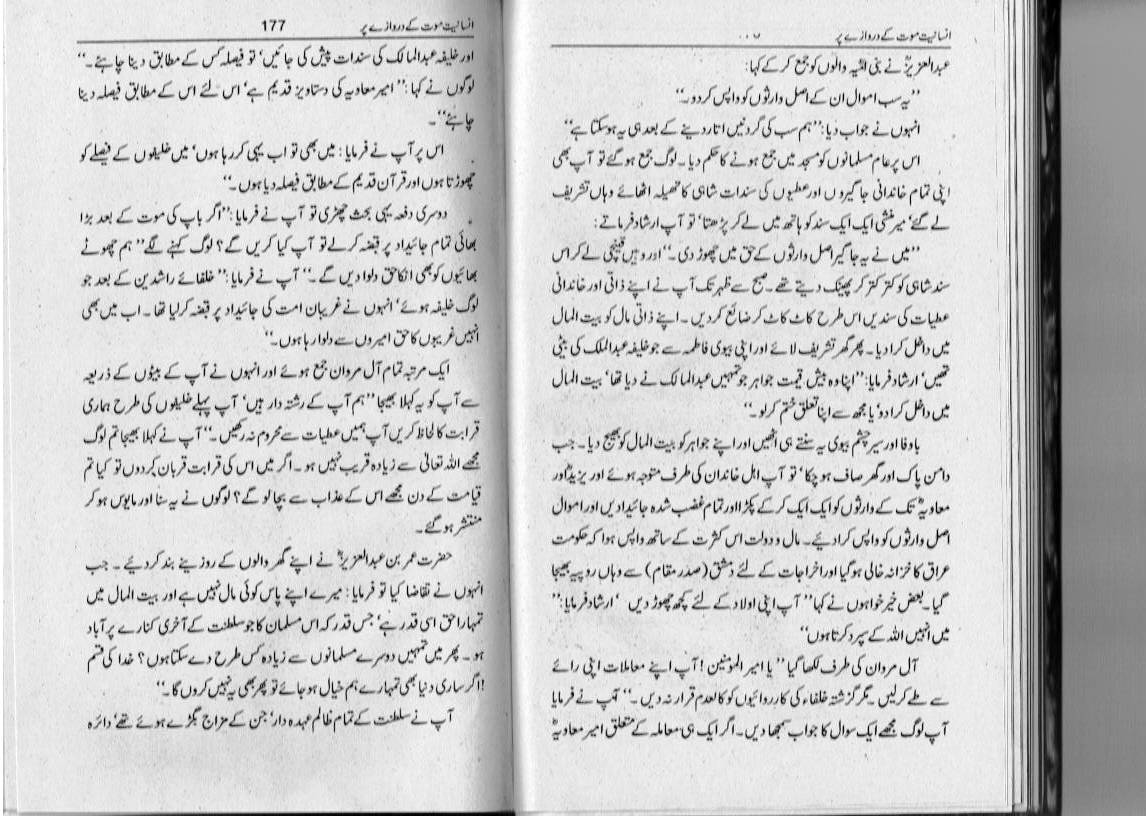 انسانیت موت کے دروازے پر
عبدالعزیزؒ نے بنی امیہ والوں کو جمع کر کے کہا:
’’یہ سب اموال ان کے اصل وارثوں کو واپس کردو۔‘‘
انہوں نے جواب دیا: ’’ہم سب کی گردنیں اتار دینے کے بعد ہی یہ ہو سکتا ہے‘‘
اس پر عام مسلمانوں کو مسجد میں جمع ہونے کا حکم دیا۔ لوگ جمع ہوگئے تو آپ بھی
اپنی تمام خاندانی جاگیروں اور عطیوں کی سندات شاہی کا تھیلہ اٹھائے وہاں تشریف
لے گئے‘ میر منشی ایک ایک سند کو ہاتھ میں لے کر پڑھتا‘ تو آپ ارشاد فرماتے:
’’میں نے یہ جاگیر اصل وارثوں کے حق میں چھوڑ دی۔‘‘ اور وہیں قینچی لے کر اس
سند شاہی کو کتر کتر کر پھینک دیتے تھے۔ صبح سے ظہر تک آپ نے اپنے ذاتی اور خاندانی
عطیات کی سندیں اس طرح کاٹ کاٹ کر ضائع کردیں۔ اپنے ذاتی مال کو بیت المال
میں داخل کرا دیا۔ پھر گھر تشریف لائے اور اپنی بیوی فاطمہ سے جو خلیفہ عبدالملک کی بیٹی
تھیں‘ ارشاد فرمایا: ’’اپنا وہ بیش قیمت جواہر جو تمہیں عبدالمالک نے دیا تھا‘ بیت المال
میں داخل کرا دو‘ یا مجھ سے اپنا تعلق ختم کرلو۔‘‘
باوفا اور سیر چشم بیوی یہ سنتے ہی اٹھیں اور اپنے جواہر کو بیت المال کو بھیج دیا۔ جب
دامن پاک اور گھر صاف ہو چکا‘ تو آپ اہل خاندان کی طرف متوجہ ہوئے اور یزیدؒ اور
معاویہؓ تک کے وارثوں کو ایک ایک کر کے پکڑا اور تمام غضب شدہ جائیدادیں اور اموال
اصل وارثوں کو واپس کرا دیئے۔ مال و دولت اس کثرت کے ساتھ واپس ہوا کہ حکومت
عراق کا خزانہ خالی ہوگیا اور اخراجات کے لئے دمشق (صدر مقام) سے وہاں روپیہ بھیجا
گیا۔ بعض خیر خواہوں نے کہا’’ آپ اپنی اولاد کے لئے کچھ چھوڑ دیں ‘ارشاد فرمایا: ’’
میں انہیں اللہ کے سپرد کرتا ہوں‘‘
آل مروان کی طرف لکھا گیا’’ یا امیر المومنین! آپ اپنے معاملات اپنی رائے
سے طے کرلیں۔ مگر گزشتہ خلفاء کی کارروائیوں کو کالعدم قرار نہ دیں۔‘‘ آپ نے فرمایا
آپ لوگ مجھے ایک سوال کا جواب سمجھا دیں۔ اگر ایک ہی معاملہ کے متعلق امیر معاویہؓ
انسانیت موت کے دروازے پر 177
اور خلیفہ عبدالمالک کی سندات پیش کی جائیں‘ تو فیصلہ کس کے مطابق دینا چاہئے۔‘‘
لوگوں نے کہا: ’’امیر معاویہ کی دستاویز قدیم ہے‘ اس لئے اس کے مطابق فیصلہ دینا
چاہئے‘‘۔
اس پر آپ نے فرمایا: میں بھی تو اب یہی کررہا ہوں‘ میں خلیفوں کے فیصلے کو
چھوڑتا ہوں اور قرآن قدیم کے مطابق فیصلہ دیا ہوں۔‘‘
دوسری دفعہ یہی بحث چھڑی تو آپ نے فرمایا: ’’اگر باپ کی موت کے بعد بڑا
بھائی تمام جائیداد پر قبضہ کرلے تو آپ کیا کریں گے؟ لوگ کہنے لگے’’ ہم چھوٹے
بھائیوں کو بھی انکا حق دلوا دیں گے۔‘‘ آپ نے فرمایا: ’’خلفائے راشدین کے بعد جو
لوگ خلیفہ ہوئے‘ انہوں نے غریبان امت کی جائیداد پر قبضہ کرلیا تھا۔ اب میں بھی
انہیں غریبوں کا حق امیروں سے دلوا رہا ہوں۔‘‘
ایک مرتبہ تمام آل مروان جمع ہوئے اور انہوں نے آپ کے بیٹوں کے ذریعہ
سے آپ کو یہ کہلا بھیجا’’ہم آپ کے رشتہ دار ہیں‘ آپ پہلے خلیفوں کی طرح ہماری
قرابت کا لحاظ کریں آپ ہمیں عطیات سے محروم نہ رکھیں۔‘‘ آپ نے کہلا بھیجا تم لوگ
مجھے اللہ تعالیٰ سے زیادہ قریب نہیں ہو۔ اگر میں اس کی قرابت قربان کردوں تو کیا تم
قیامت کے دن مجھے اس کے عذاب سے بچا لو گے؟ لوگوں نے یہ سنا اور مایوس ہو کر
منتشر ہوگئے۔
حضرت عمر بن عبدالعزیزؒ نے اپنے گھر والوں کے روزینے بند کردیئے۔ جب
انہوں نے تقاضا کیا تو فرمایا: میرے اپنے پاس کوئی مال نہیں ہے اور بیت المال میں
تمہارا حق اسی قدر ہے‘ جس قدر کہ اس مسلمان کا جو سلطنت کے آخری کنارے پر آباد
ہو۔ پھر میں تمہیں دوسرے مسلمانوں سے زیادہ کس طرح دے سکتا ہوں؟ خدا کی قسم
!اگر ساری دنیا بھی تمہارے ہم خیال ہو جائے تو پھر بھی یہ نہیں کروں گا۔‘‘
آپ نے سلطنت کے تمام ظالم عہدہ دار‘ جن کے مزاج بگڑے ہوئے تھے‘ دائرہ